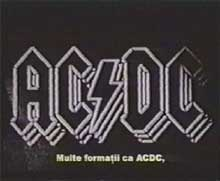 AC⚡DC
Multe formații ca ACDC,